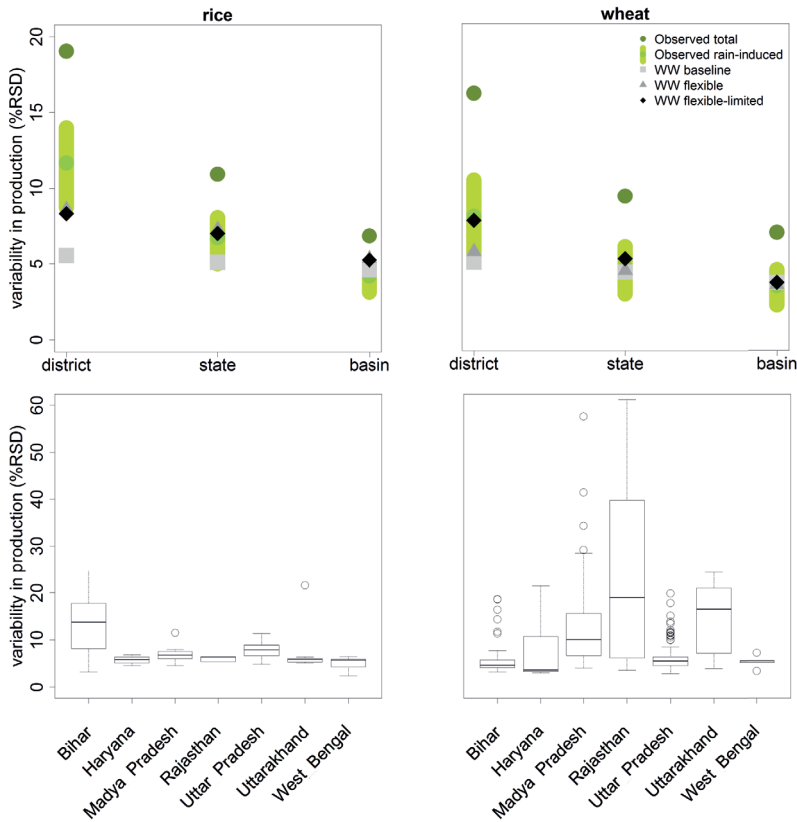 rice
wheat
variability in production (%RSD)
20
15
10
5
0
Observed total
Observed rain-induced
WW baseline
WW flexible
WW flexible-limited
district
state
basin
district
state
basin
variability in production (%RSD)
60
50
40
30
20
10
0
Bihar
Haryana
Madya Pradesh
Rajasthan
Uttar Pradesh
Uttarakhand
West Bengal
Bihar
Haryana
Madya Pradesh
Rajasthan
Uttar Pradesh
Uttarakhand
West Bengal